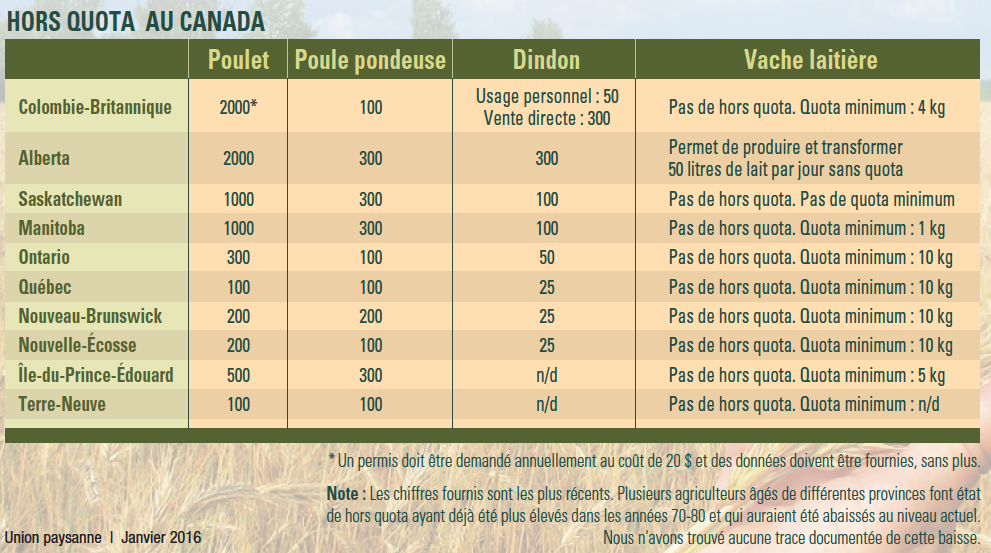 HORS QUOTA AU CANADA
Poulet Poule pondeuse Dindon Vache laitière
Colombie-Britannique 2000* 100 Usage personnel : 50 Vente directe : 300 Pas de hors quota. Quota minimum : 4 kg
Alberta 2000 300 300 Permet de produire et transformer 50 litres de lait par jour sans quota
Saskatchewan 1000 300 100 Pas de hors quota. Pas de quota minimum
Manitoba 1000 300 100 Pas de hors quota. Quota minimum : 1 kg
Ontario 300 100 50 Pas de hors quota. Quota minimum : 10 kg
Québec 100 100 25 Pas de hors quota. Quota minimum : 10 kg
Nouveau-Brunswick 200 200 25 Pas de hors quota. Quota minimum : 10 kg
Nouvelle-Écosse 200 100 25 Pas de hors quota. Quota minimum : 10 kg
Île-du-Prince-Édouard 500 300 n/d Pas de hors quota. Quota minimum : 5 kg
Terre-Neuve 100 100 n/d Pas de hors quota. Quota minimum : n/d
* Un permis doit être demandé annuellement au coût de 20 $ et des données doivent être fournies, sans plus.
Note : Les chiffres fournis sont les plus récents. Plusieurs agriculteurs âgés de différentes provinces font état
de hors quota ayant déjà été plus élevés dans les années 70-80 et qui auraient été abaissés au niveau actuel.
Nous n'avons trouvé aucune trace documentée de cette baisse.
Union paysanne I Janvier 2016